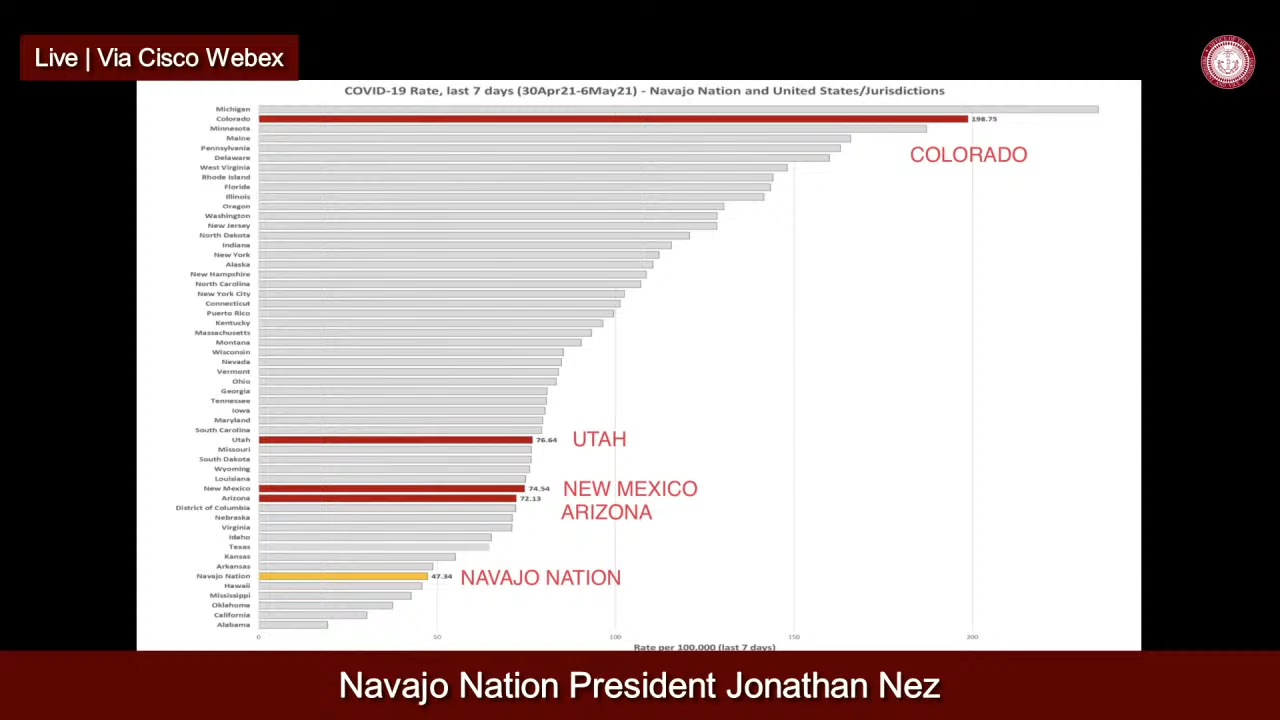 Live | Via Cisco Webex
COVID-19 Rate, last 7 days (30Apr21-6May21) - Navajo Nation and United States/Jurisdictions
Michigan
Colorado 198.75
Minnesota
Maine
Pennsylvania
COLORADO
Delaware
West Virginia
Rhode Island
Florida
Illinois
Oregon
Washington
New Jersey
North Dakota
Indiana
New York
Alaska
New Hampshire
North Carolina
New York City
Connecticut
Puerto Rico
Kentucky
Massachusetts
Montana
Wisconsin
Nevada
Vermont
Ohio
Georgia
Tennessee
Iowa
Maryland
South Carolina
Utah 76.64 UTAH
Missouri
South Dakota
Wyoming
Louisiana
New Mexico 74.54 NEW MEXICO
Arizona 72.13
District of Columbia ARIZONA
Nebraska
Virginia
Idaho
Texas
Kansas
Arkansas
Navajo Nation 47.34 NAVAJO NATION
Hawaii
Mississippi
Oklahoma
California
Alabama
0 50 100 150 200
Rate per 100,000 (last 7 days)
Navajo Nation President Jonathan Nez